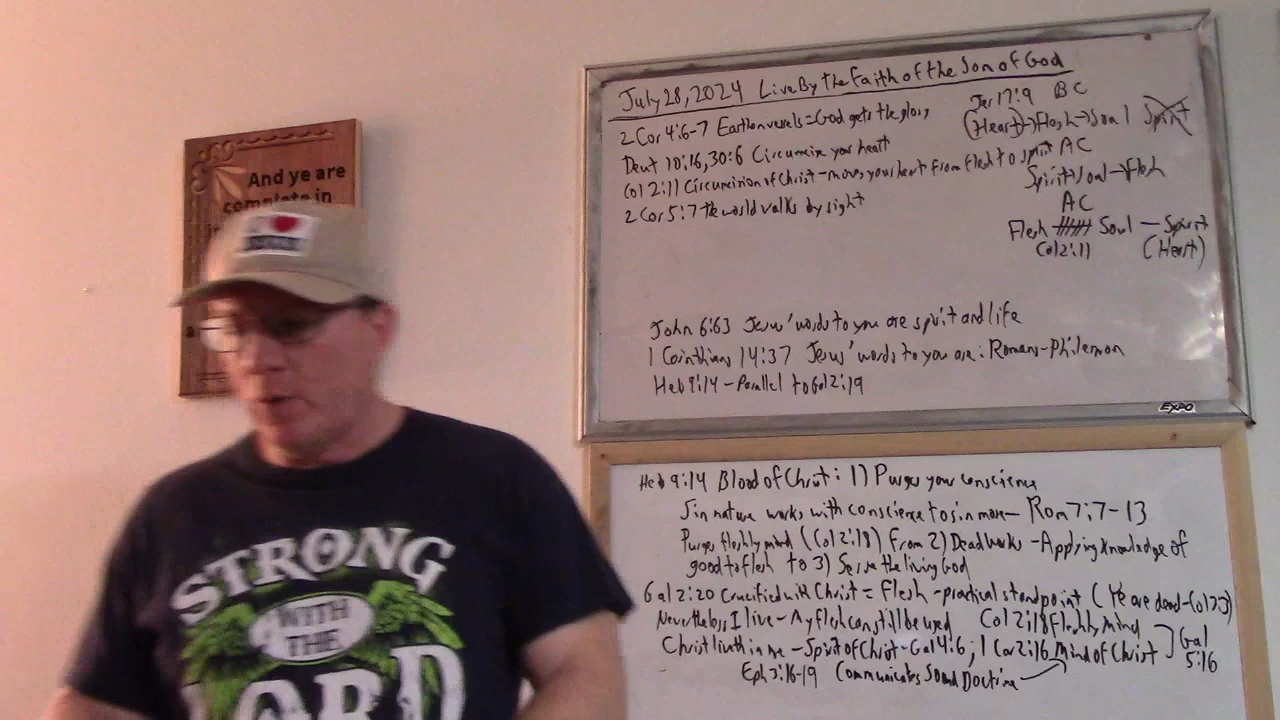 And ye are
complete in
July 28, 2024 Live By the Faith of the Son of God
2 Cor 4:6-7 Earthen vessels=God gets the glory
Deut 10:16, 30:6 Circumcise your heart
Col 2:11 Circumcision of Christ-moves your heart from flesh to spirit
2 Cor 5:7 the world walks by sight
Jer 17:9 BC
(Heart)→Flesh→Soul Spirit
AC
Spirit→Soul→Flesh
AC
Flesh Soul — Spirit
Col 2:11 (Heart)
John 6:63 Jesus' words to you are spirit and life
1 Corinthians 14:37 Jesus' words to you are: Romans-Philemon
Heb 9:14 - Parallel to Gal 2:19
EXPO
Heb 9:14 Blood of Christ: 1) Purges your conscience
Sin nature works with conscience to sin more- Rom 7:7-13
Purges fleshly mind (Col 2:18) from 2) Dead works - Applying knowledge of
good to flesh to 3) Serve the living God
Gal 2:20 Crucified with Christ = Flesh -practical standpoint (Ye are dead-Col 3:3)
Nevertheless I live- My flesh can still be used Col 2:18 fleshly mind
Christ liveth in me - Spirit of Christ-Gal 4:6; 1 Cor 2:16 Mind of Christ
Gal
5:16
Eph 3:16-19 Communicates Sound Doctrine
STRONG
WITH
THE
LORD